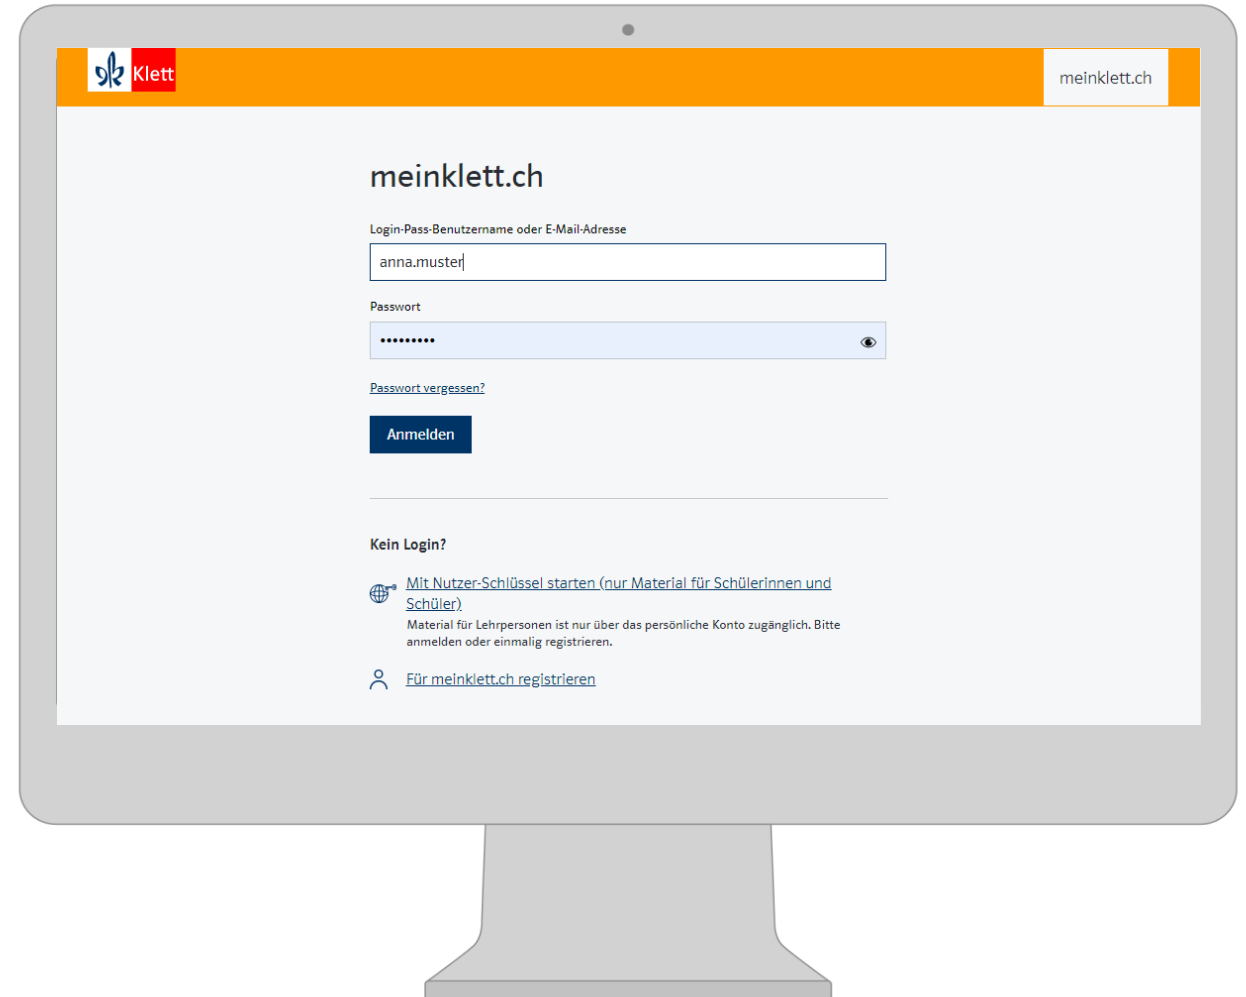 Klett
meinklett.ch
meinklett.ch
Login-Pass-Benutzername oder E-Mail-Adresse
anna.muster
Passwort
•••••••••
Passwort vergessen?
Anmelden
Kein Login?
Mit Nutzer-Schlüssel starten (nur Material für Schülerinnen und
Schüler)
Material für Lehrpersonen ist nur über das persönliche Konto zugänglich. Bitte
anmelden oder einmalig registrieren.
Für meinklett.ch registrieren